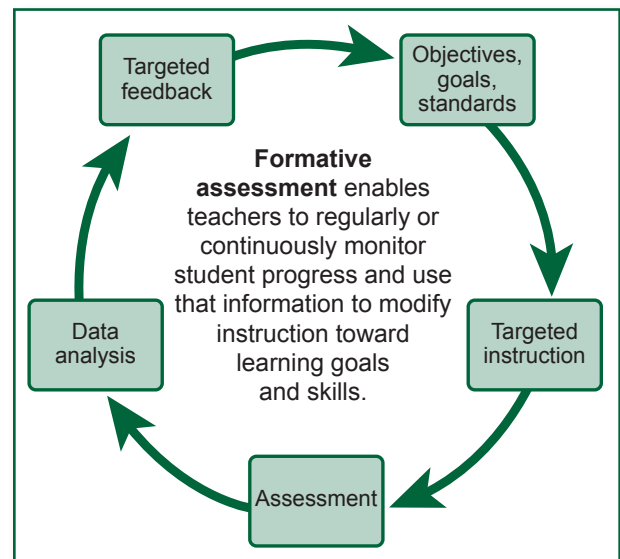 Targeted
feedback
Objectives,
goals,
standards
Formative
assessment enables
teachers to regularly or
continuously monitor
student progress and use
that information to modify
instruction toward
learning goals
and skills.
Data
analysis
Targeted
instruction
Assessment